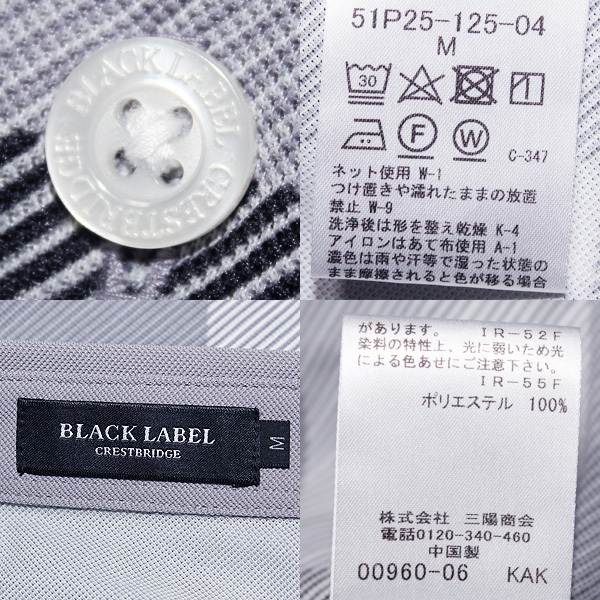 BLACK LABEL
CRESTBRIDGE
51P25-125-04
M
30
F
W
C-347
ネット使用 W-1
つけ置きや濡れたままの放置
禁止 W-9
洗浄後は形を整え乾燥 K-4
アイロンはあて布使用 A-1
濃色は雨や汗等で湿った状態の
まま摩擦されると色が移る場合
BLACK LABEL
CRESTBRIDGE
M
があります。 IR-52F
染料の特性上、光に弱いため光
による色あせにご注意下さい。
IR-55F
ポリエステル 100%
株式会社 三陽商会
電話0120-340-460
中国製
00960-06 KAK